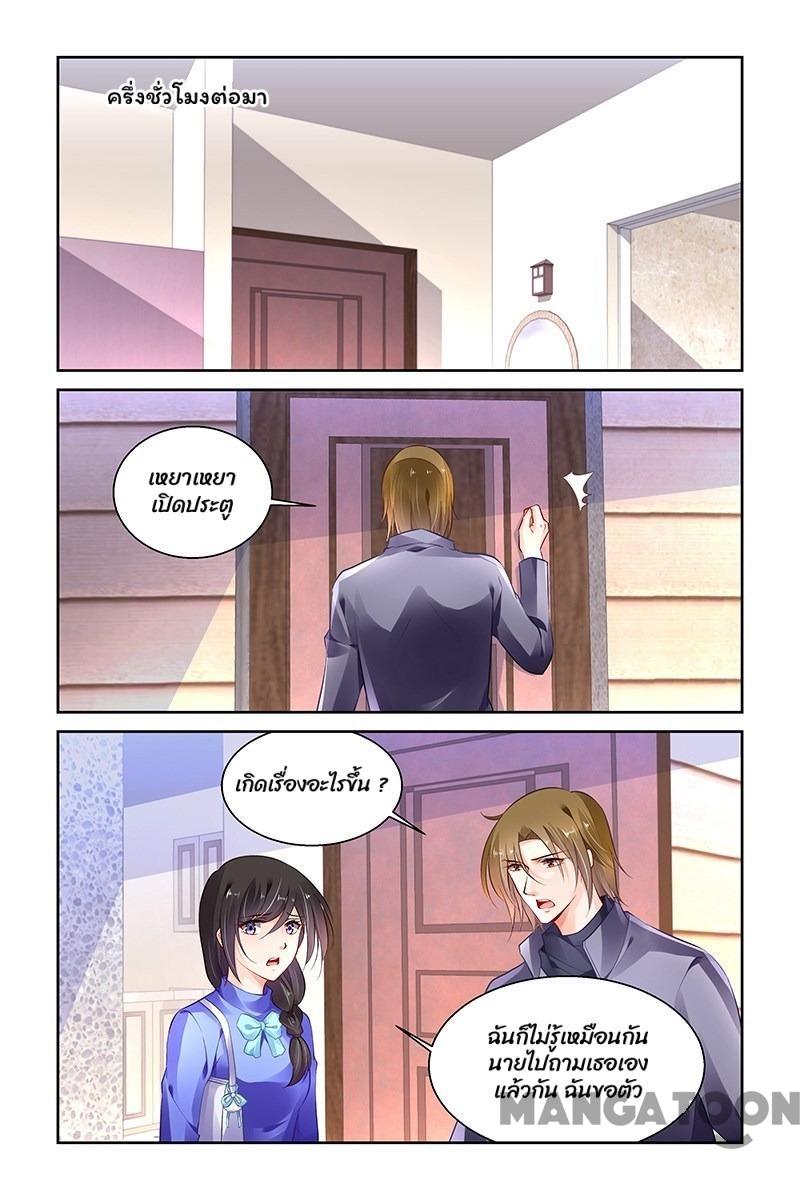 ครึ่งชั่วโมงต่อมา
เหยาเหยา
เปิดประตู
เกิดเรื่องอะไรขึ้น ?
ฉันก็ไม่รู้เหมือนกัน
นายไปถามเธอเอง
แล้วกัน ฉันขอตัว
MANGATOON